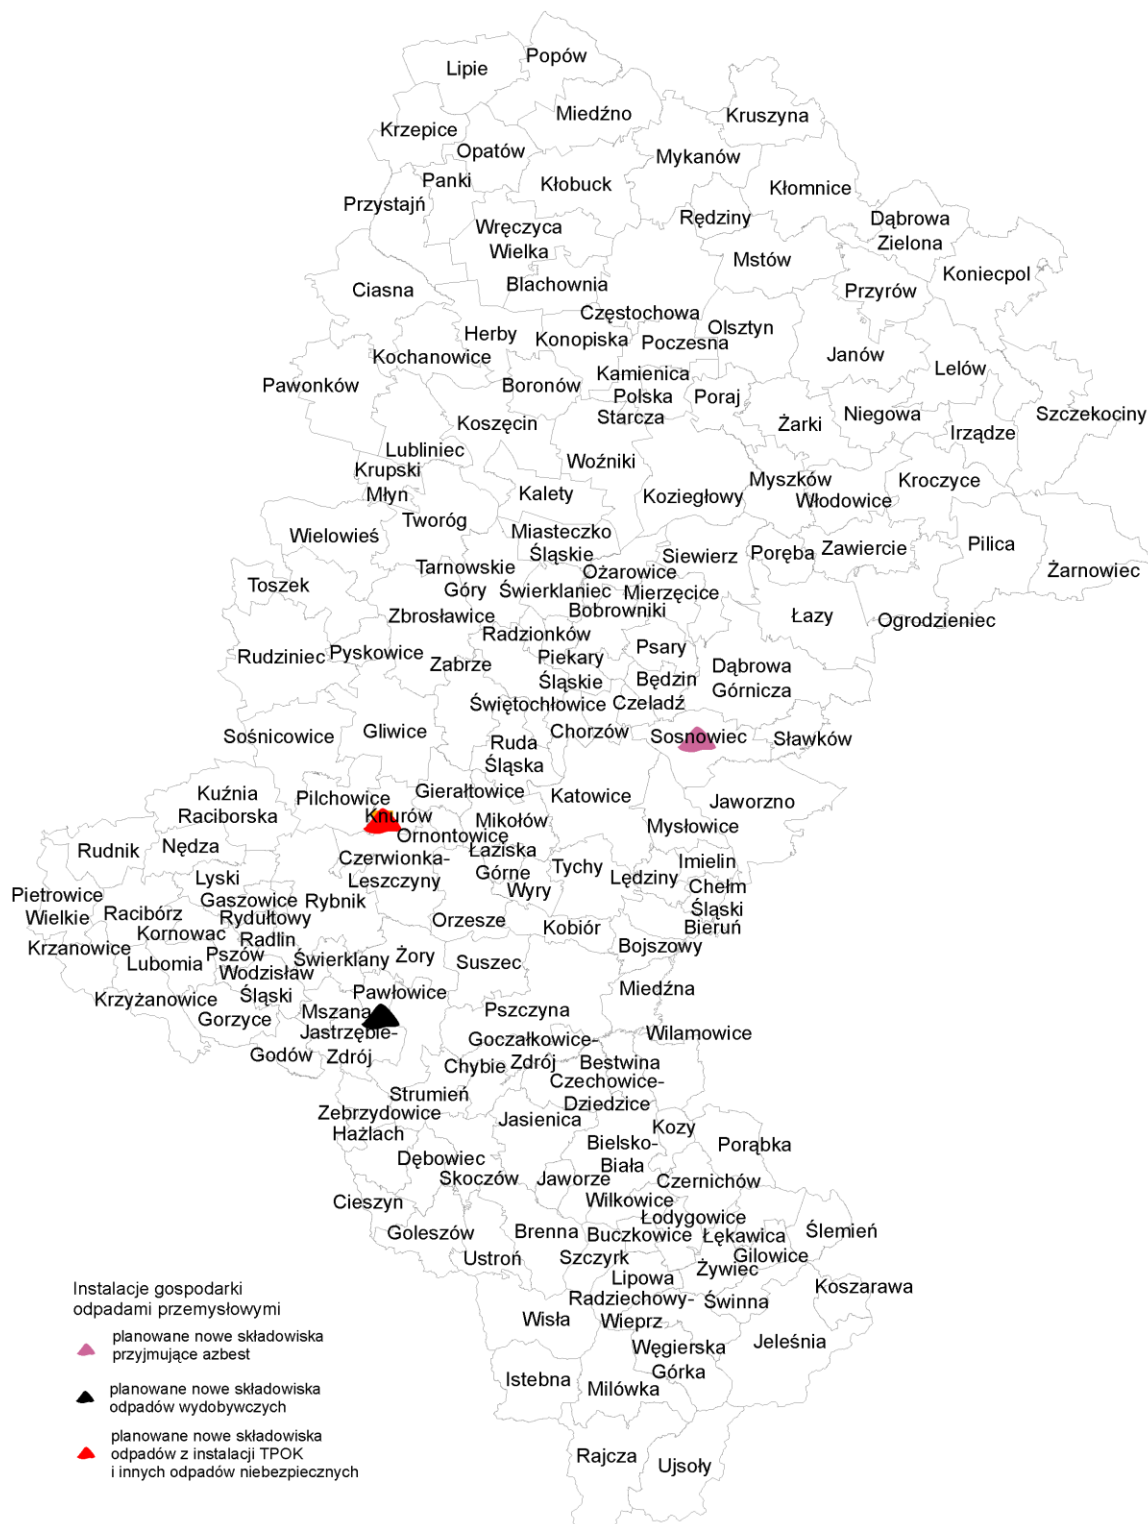 Popów
Lipie
Miedźno
Kruszyna
Krzepice
Opatów
Mykanów
Panki
Kłobuck
Kłomnice
Przystajń
Rędziny
Dąbrowa
Zielona
Wręczyca
Wielka
Mstów
Koniecpol
Blachownia
Ciasna
Przyrów
Częstochowa
Olsztyn
Herby
Konopiska
Poczesna
Janów
Kochanowice
Lelów
Kamienica
Polska
Pawonków
Boronów
Poraj
Starcza
Niegowa
Szczekociny
Koszęcin
Żarki
Irządze
Lubliniec
Woźniki
Krupski
Młyn
Myszków
Kroczyce
Kalety
Koziegłowy
Włodowice
Tworóg
Wielowieś
Miasteczko
Śląskie
Pilica
Siewierz
Poręba
Zawiercie
Tarnowskie
Góry
Ożarowice
Żarnowiec
Toszek
Świerklaniec
Mierzęcice
Bobrowniki
Zbrosławice
Łazy
Ogrodzieniec
Radzionków
Psary
Rudziniec
Pyskowice
Zabrze
Piekary
Śląskie
Dąbrowa
Górnicza
Będzin
Świętochłowice
Czeladź
Sośnicowice
Gliwice
Chorzów
Sosnowiec
Sławków
Ruda
Śląska
Kuźnia
Raciborska
Pilchowice
Gierałtowice
Katowice
Jaworzno
Knurów
Mikołów
Mysłowice
Ornontowice
Rudnik
Nędza
Czerwionka-
Leszczyny
Łaziska
Górne
Tychy
Imielin
Lyski
Lędziny
Chełm
Śląski
Pietrowice
Wielkie
Gaszowice
Rybnik
Wyry
Racibórz
Rydułtowy
Orzesze
Kobiór
Bieruń
Kornowac
Radlin
Krzanowice
Bojszowy
Pszów
Świerklany
Żory
Lubomia
Wodzisław
Śląski
Suszec
Krzyżanowice
Pawłowice
Miedźna
Gorzyce
Mszana
Pszczyna
Jastrzębie-
Zdrój
Wilamowice
Godów
Goczałkowice-
Zdrój
Chybie
Bestwina
Czechowice-
Dziedzice
Strumień
Zebrzydowice
Jasienica
Hażlach
Kozy
Bielsko-
Biała
Porąbka
Dębowiec
Skoczów
Jaworze
Czernichów
Cieszyn
Wilkowice
Łodygowice
Goleszów
Brenna
Buczkowice
Łękawica
Ślemień
Ustroń
Szczyrk
Gilowice
Żywiec
Lipowa
Koszarawa
Radziechowy-
Wieprz
Świnna
Wisła
Węgierska
Górka
Jeleśnia
Istebna
Milówka
Rajcza
Ujsoły
Instalacje gospodarki
odpadami przemysłowymi
planowane nowe składowiska
przyjmujące azbest
planowane nowe składowiska
odpadów wydobywczych
planowane nowe składowiska
odpadów z instalacji TPOK
i innych odpadów niebezpiecznych